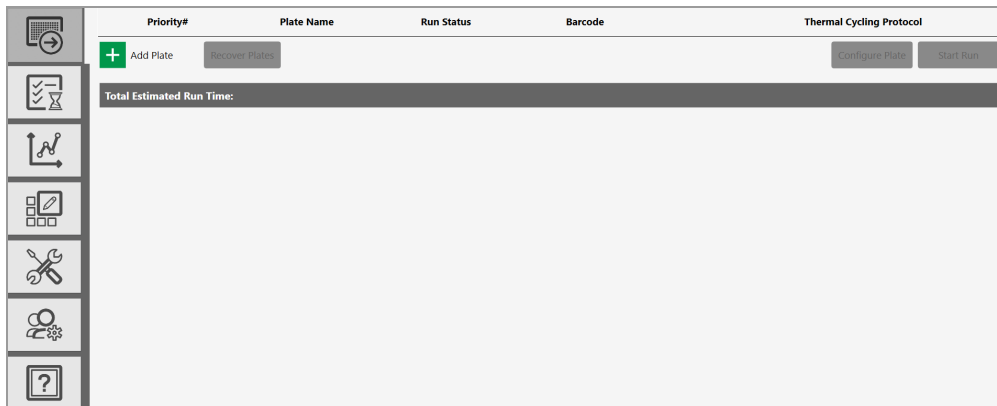 Priority# Plate Name Run Status Barcode Thermal Cycling Protocol
Add Plate Recover Plates Configure Plate Start Run
Total Estimated Run Time:
?